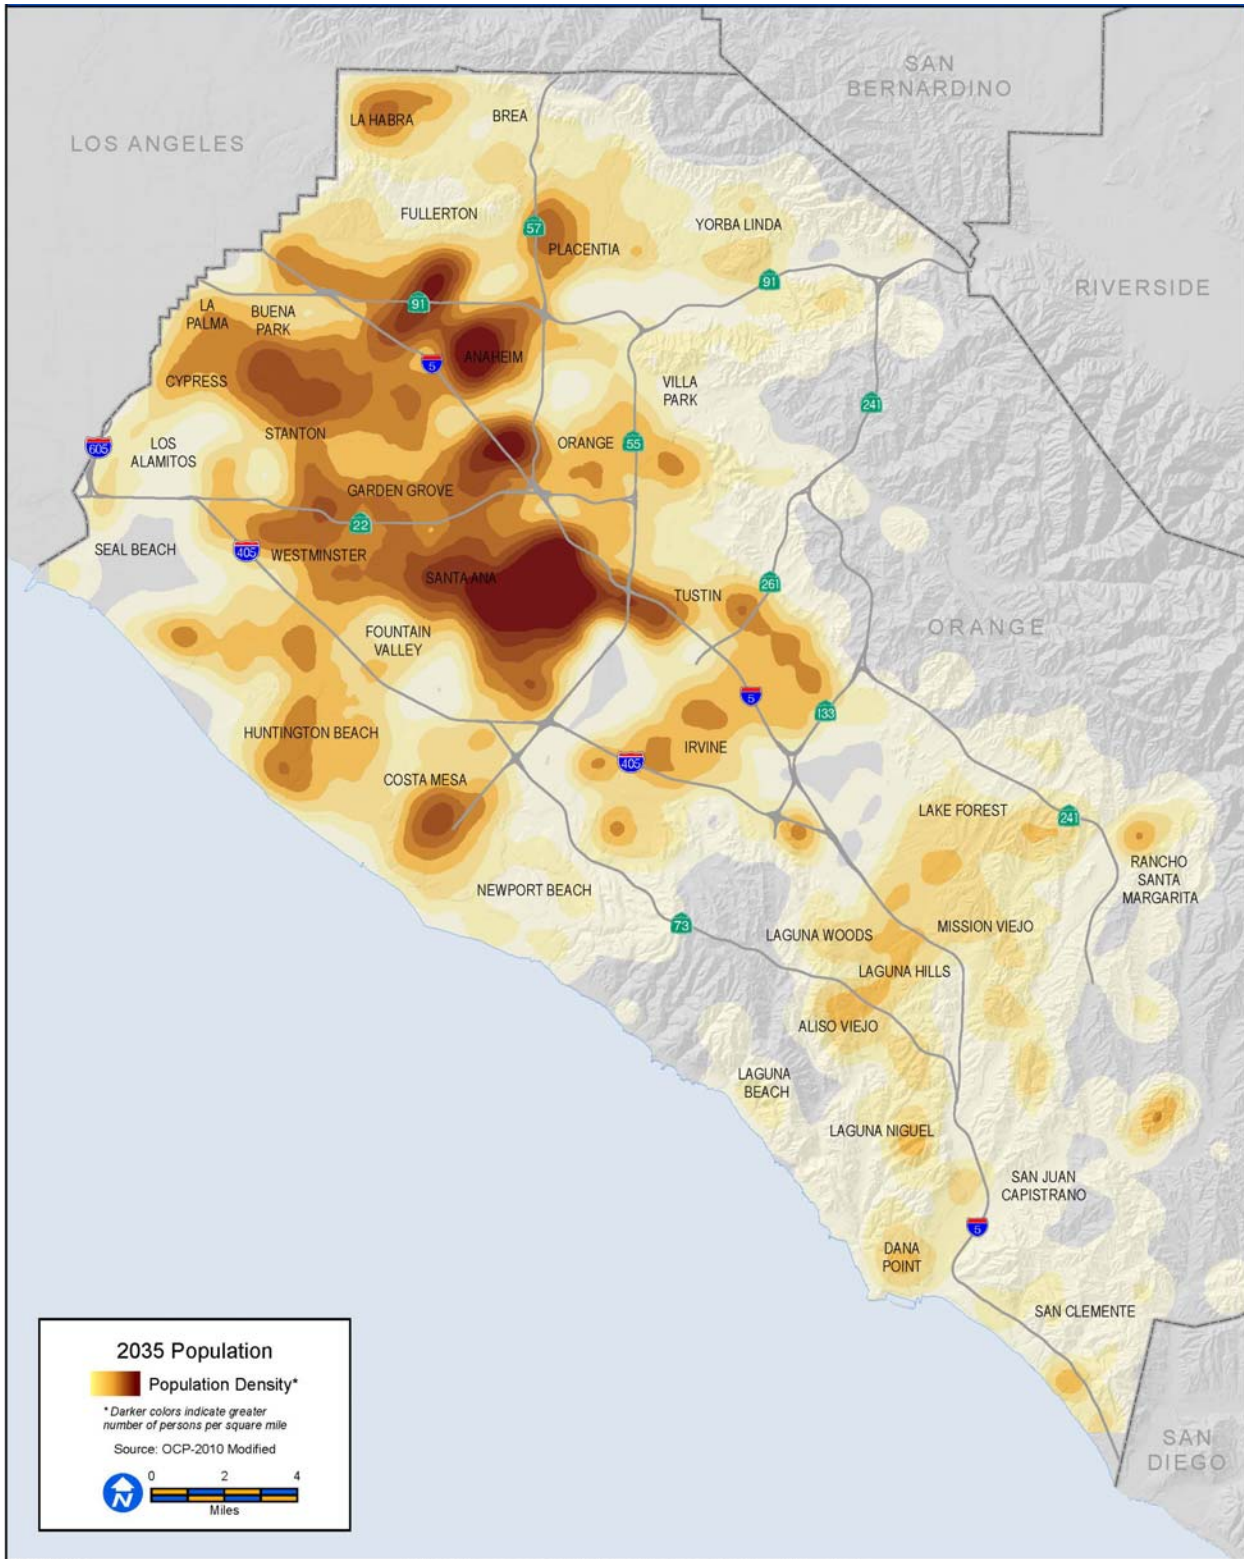 SAN
BERNARDINO
LOS ANGELES
LA HABRA
BREA
FULLERTON
57
PLACENTIA
YORBA LINDA
91
RIVERSIDE
LA
PALMA
BUENA
PARK
91
ANAHEIM
5
CYPRESS
VILLA
PARK
241
STANTON
ORANGE
55
605
LOS
ALAMITOS
GARDEN GROVE
22
SEAL BEACH
405
WESTMINSTER
SANTA ANA
TUSTIN
261
ORANGE
FOUNTAIN
VALLEY
5
133
HUNTINGTON BEACH
IRVINE
405
COSTA MESA
LAKE FOREST
241
RANCHO
SANTA
MARGARITA
NEWPORT BEACH
73
LAGUNA WOODS
MISSION VIEJO
LAGUNA HILLS
ALISO VIEJO
LAGUNA
BEACH
LAGUNA NIGUEL
SAN JUAN
CAPISTRANO
5
DANA
POINT
SAN CLEMENTE
SAN
DIEGO
2035 Population
Population Density*
* Darker colors indicate greater
number of persons per square mile
Source: OCP-2010 Modified
N
0 2 4
Miles